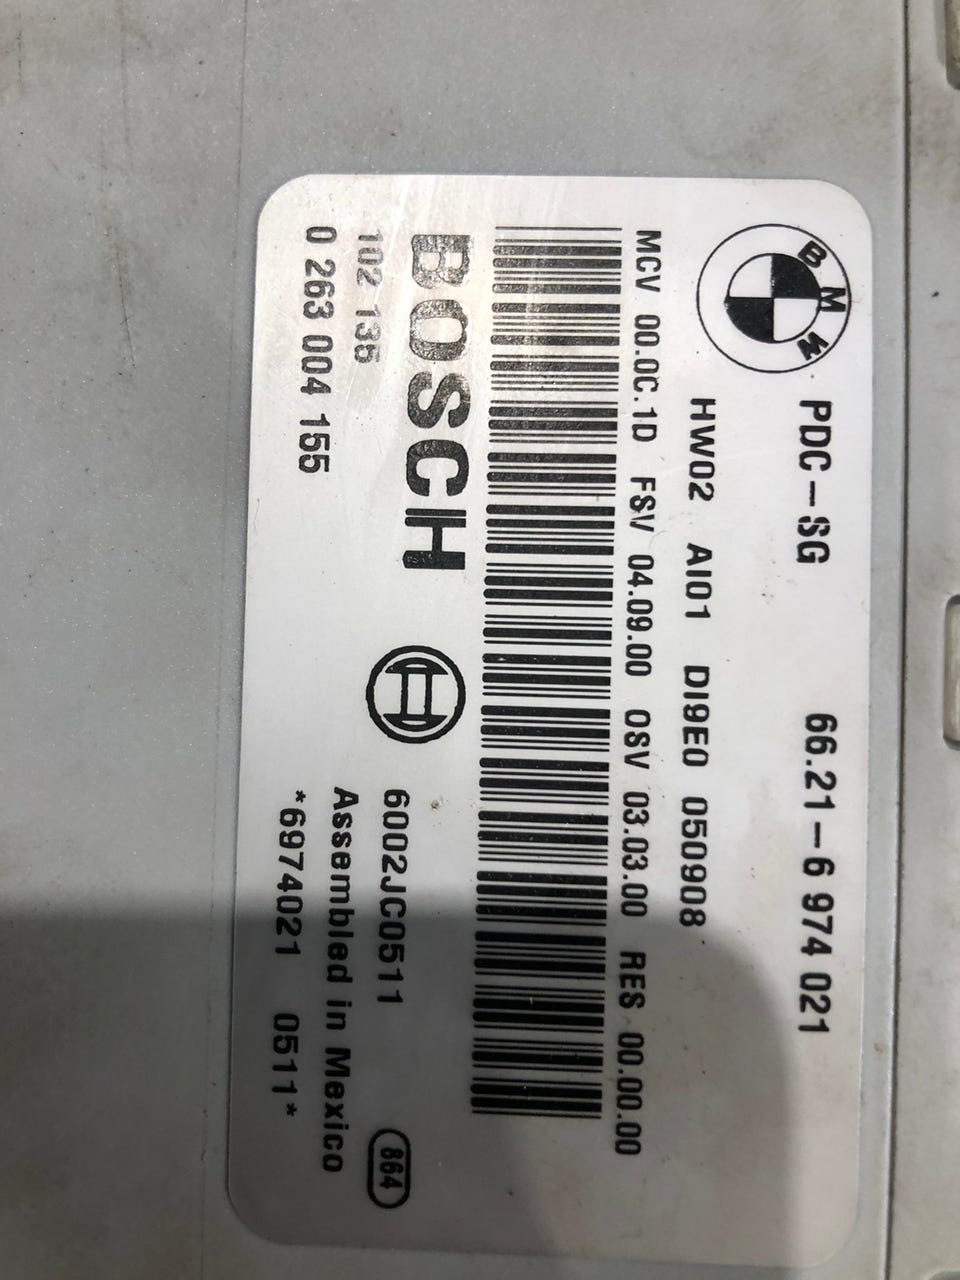 BMW PDC-SG 66.21-6 974 021
HW02 AI01 DI9E0 050908
MCV 00.0C.1D FSV 04.09.00 OSV 03.03.00 RES 00.00.00
BOSCH
6002JC0511
864
102 135
Assembled in Mexico
0 263 004 155
*6974021 0511*